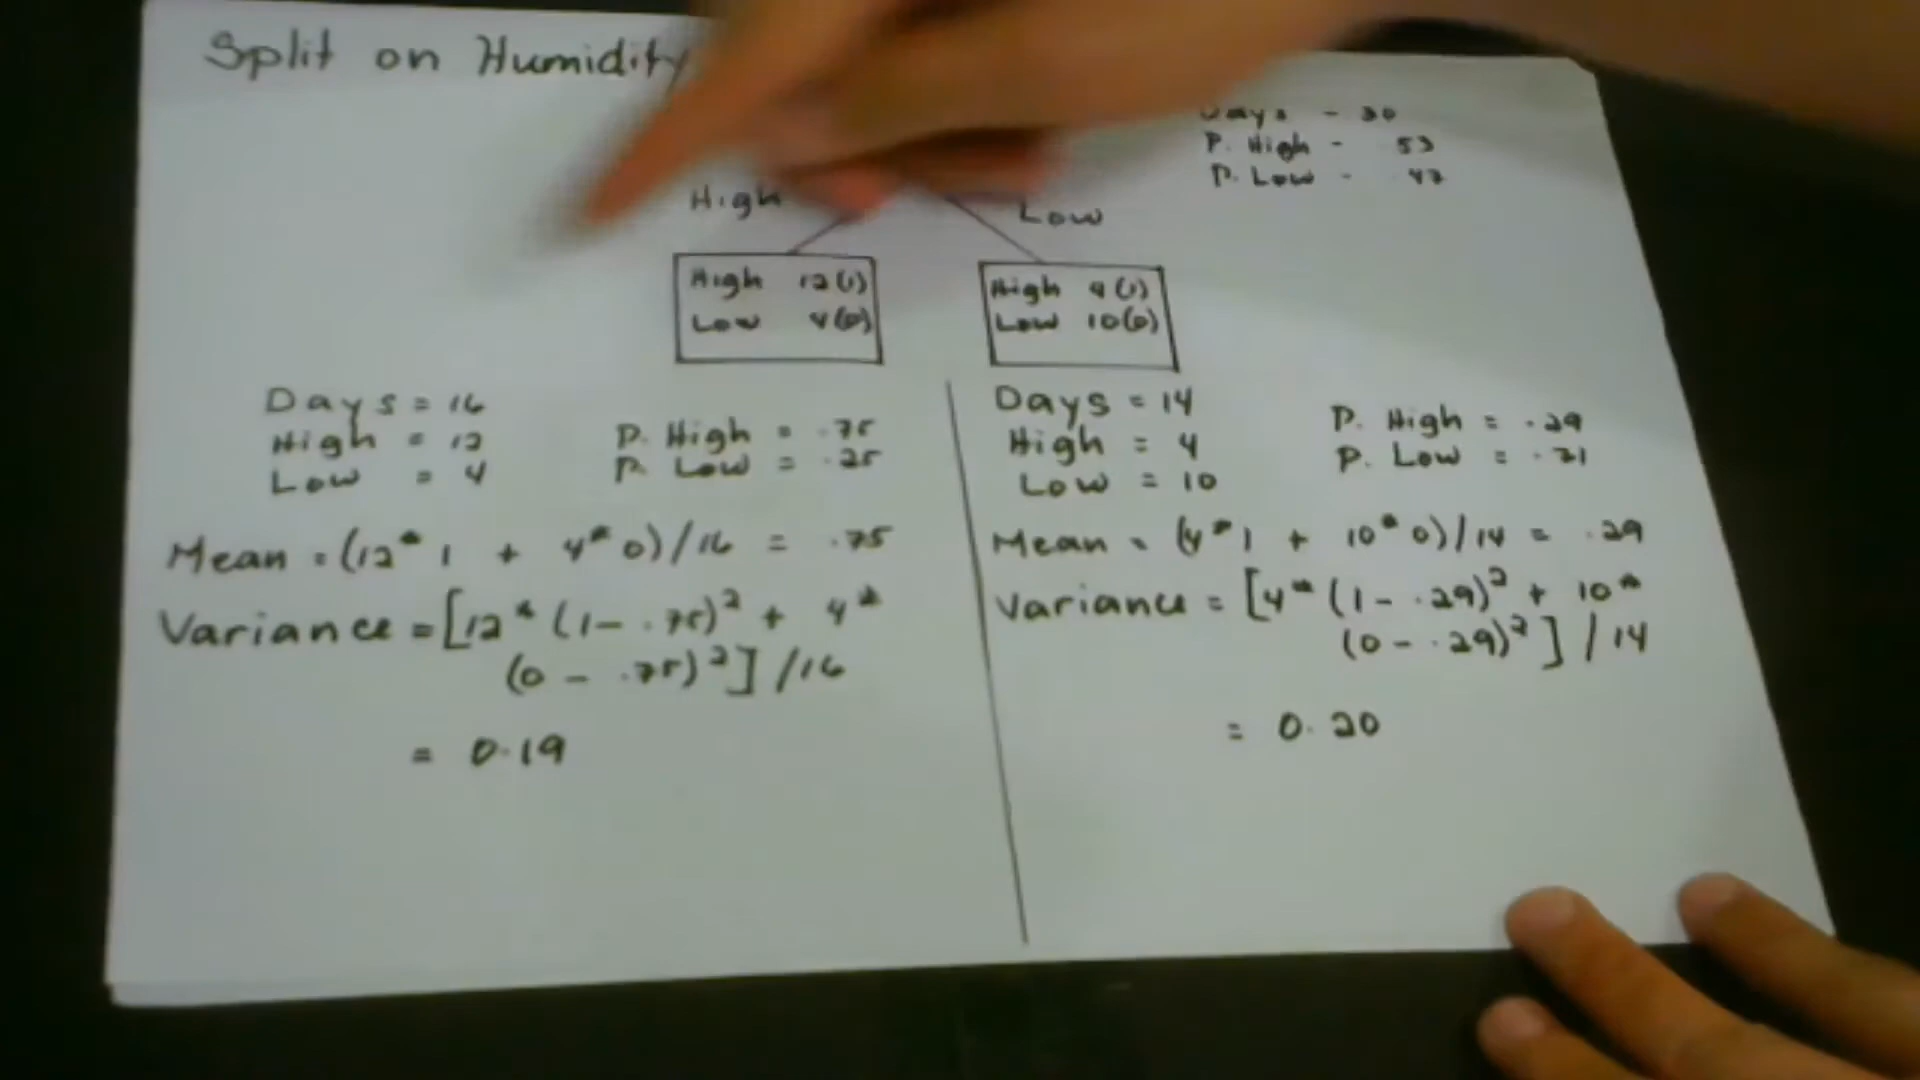 Split on Humidity
Days - 30
P. High - 53
P. Low - 47
High
Low
High 12(1)
Low 4(0)
High 4(1)
Low 10(0)
Days = 16
High = 12
Low = 4
P. High = .75
P. Low = .25
Mean = (12* 1 + 4* 0)/16 = .75
Variance = [12* (1 - .75)² + 4*
(0 - .75)²] /16
= 0.19
Days = 14
High = 4
Low = 10
P. High = .29
P. Low = .71
Mean = (4* 1 + 10* 0)/14 = .29
Variance = [4* (1 - .29)² + 10*
(0 - .29)²] / 14
= 0.20